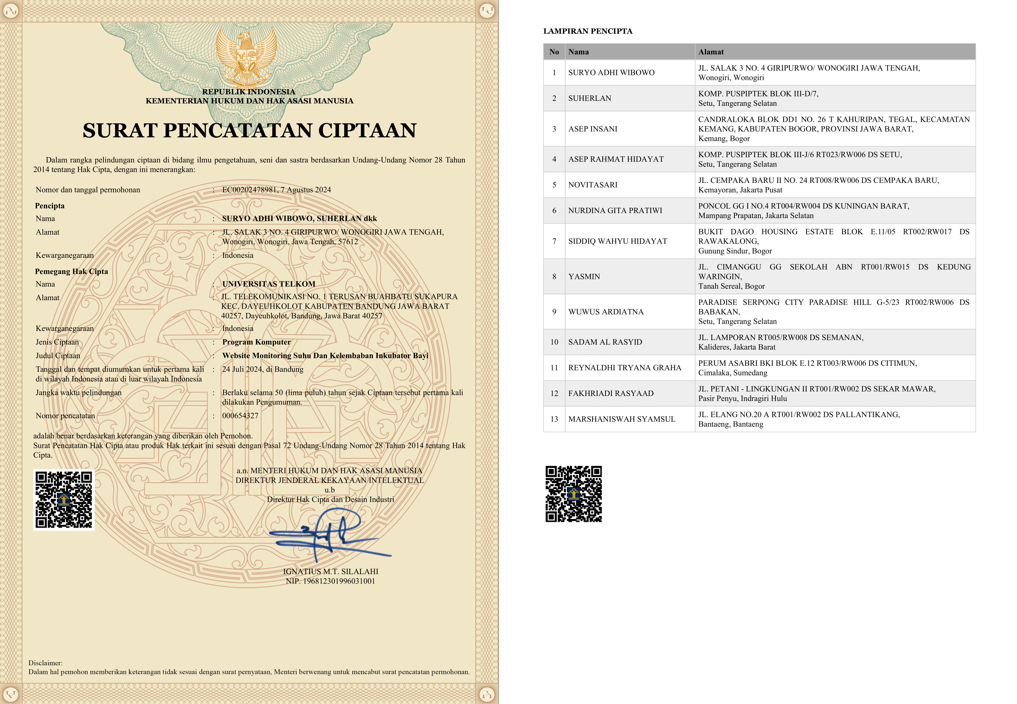 REPUBLIK INDONESIA
KEMENTERIAN HUKUM DAN HAK ASASI MANUSIA
SURAT PENCATATAN CIPTAAN
Dalam rangka pelindungan ciptaan di bidang ilmu pengetahuan, seni dan sastra berdasarkan Undang-Undang Nomor 28 Tahun
2014 tentang Hak Cipta, dengan ini menerangkan:
Nomor dan tanggal permohonan : EC00202478981, 7 Agustus 2024
Pencipta
Nama : SURYO ADHI WIBOWO, SUHERLAN dkk
Alamat : JL. SALAK 3 NO. 4 GIRIPURWO/ WONOGIRI JAWA TENGAH,
Wonogiri, Wonogiri, Jawa Tengah, 57612
Kewarganegaraan : Indonesia
Pemegang Hak Cipta
Nama : UNIVERSITAS TELKOM
Alamat : JL. TELEKOMUNIKASI NO. 1 TERUSAN BUAHBATU SUKAPURA
KEC. DAYEUHKOLOT KABUPATEN BANDUNG JAWA BARAT
40257, Dayeuhkolot, Bandung, Jawa Barat 40257
Kewarganegaraan : Indonesia
Jenis Ciptaan : Program Komputer
Judul Ciptaan : Website Monitoring Suhu Dan Kelembaban Inkubator Bayi
Tanggal dan tempat diumumkan untuk pertama kali : 24 Juli 2024, di Bandung
di wilayah Indonesia atau di luar wilayah Indonesia
Jangka waktu pelindungan : Berlaku selama 50 (lima puluh) tahun sejak Ciptaan tersebut pertama kali
dilakukan Pengumuman.
Nomor pencatatan : 000654327
adalah benar berdasarkan keterangan yang diberikan oleh Pemohon.
Surat Pencatatan Hak Cipta atau produk Hak terkait ini sesuai dengan Pasal 72 Undang-Undang Nomor 28 Tahun 2014 tentang Hak
Cipta.
a.n. MENTERI HUKUM DAN HAK ASASI MANUSIA
DIREKTUR JENDERAL KEKAYAAN INTELEKTUAL
u.b
Direktur Hak Cipta dan Desain Industri
IGNATIUS M.T. SILALAHI
NIP. 196812301996031001
Disclaimer:
Dalam hal pemohon memberikan keterangan tidak sesuai dengan surat pernyataan, Menteri berwenang untuk mencabut surat pencatatan permohonan.
LAMPIRAN PENCIPTA
No Nama Alamat
1 SURYO ADHI WIBOWO JL. SALAK 3 NO. 4 GIRIPURWO/ WONOGIRI JAWA TENGAH,
Wonogiri, Wonogiri
2 SUHERLAN KOMP. PUSPIPTEK BLOK III-D/7,
Setu, Tangerang Selatan
3 ASEP INSANI CANDRALOKA BLOK DD1 NO. 26 T KAHURIPAN, TEGAL, KECAMATAN
KEMANG, KABUPATEN BOGOR, PROVINSI JAWA BARAT,
Kemang, Bogor
4 ASEP RAHMAT HIDAYAT KOMP. PUSPIPTEK BLOK III-J/6 RT023/RW006 DS SETU,
Setu, Tangerang Selatan
5 NOVITASARI JL. CEMPAKA BARU II NO. 24 RT008/RW006 DS CEMPAKA BARU,
Kemayoran, Jakarta Pusat
6 NURDINA GITA PRATIWI PONCOL GG I NO.4 RT004/RW004 DS KUNINGAN BARAT,
Mampang Prapatan, Jakarta Selatan
7 SIDDIQ WAHYU HIDAYAT BUKIT DAGO HOUSING ESTATE BLOK E.11/05 RT002/RW017 DS
RAWAKALONG,
Gunung Sindur, Bogor
8 YASMIN JL. CIMANGGU GG SEKOLAH ABN RT001/RW015 DS KEDUNG
WARINGIN,
Tanah Sereal, Bogor
9 WUWUS ARDIATNA PARADISE SERPONG CITY PARADISE HILL G-5/23 RT002/RW006 DS
BABAKAN,
Setu, Tangerang Selatan
10 SADAM AL RASYID JL. LAMPORAN RT005/RW008 DS SEMANAN,
Kalideres, Jakarta Barat
11 REYNALDHI TRYANA GRAHA PERUM ASABRI BKI BLOK E.12 RT003/RW006 DS CITIMUN,
Cimalaka, Sumedang
12 FAKHRIADI RASYAAD JL. PETANI - LINGKUNGAN II RT001/RW002 DS SEKAR MAWAR,
Pasir Penyu, Indragiri Hulu
13 MARSHANISWAH SYAMSUL JL. ELANG NO.20 A RT001/RW002 DS PALLANTIKANG,
Bantaeng, Bantaeng